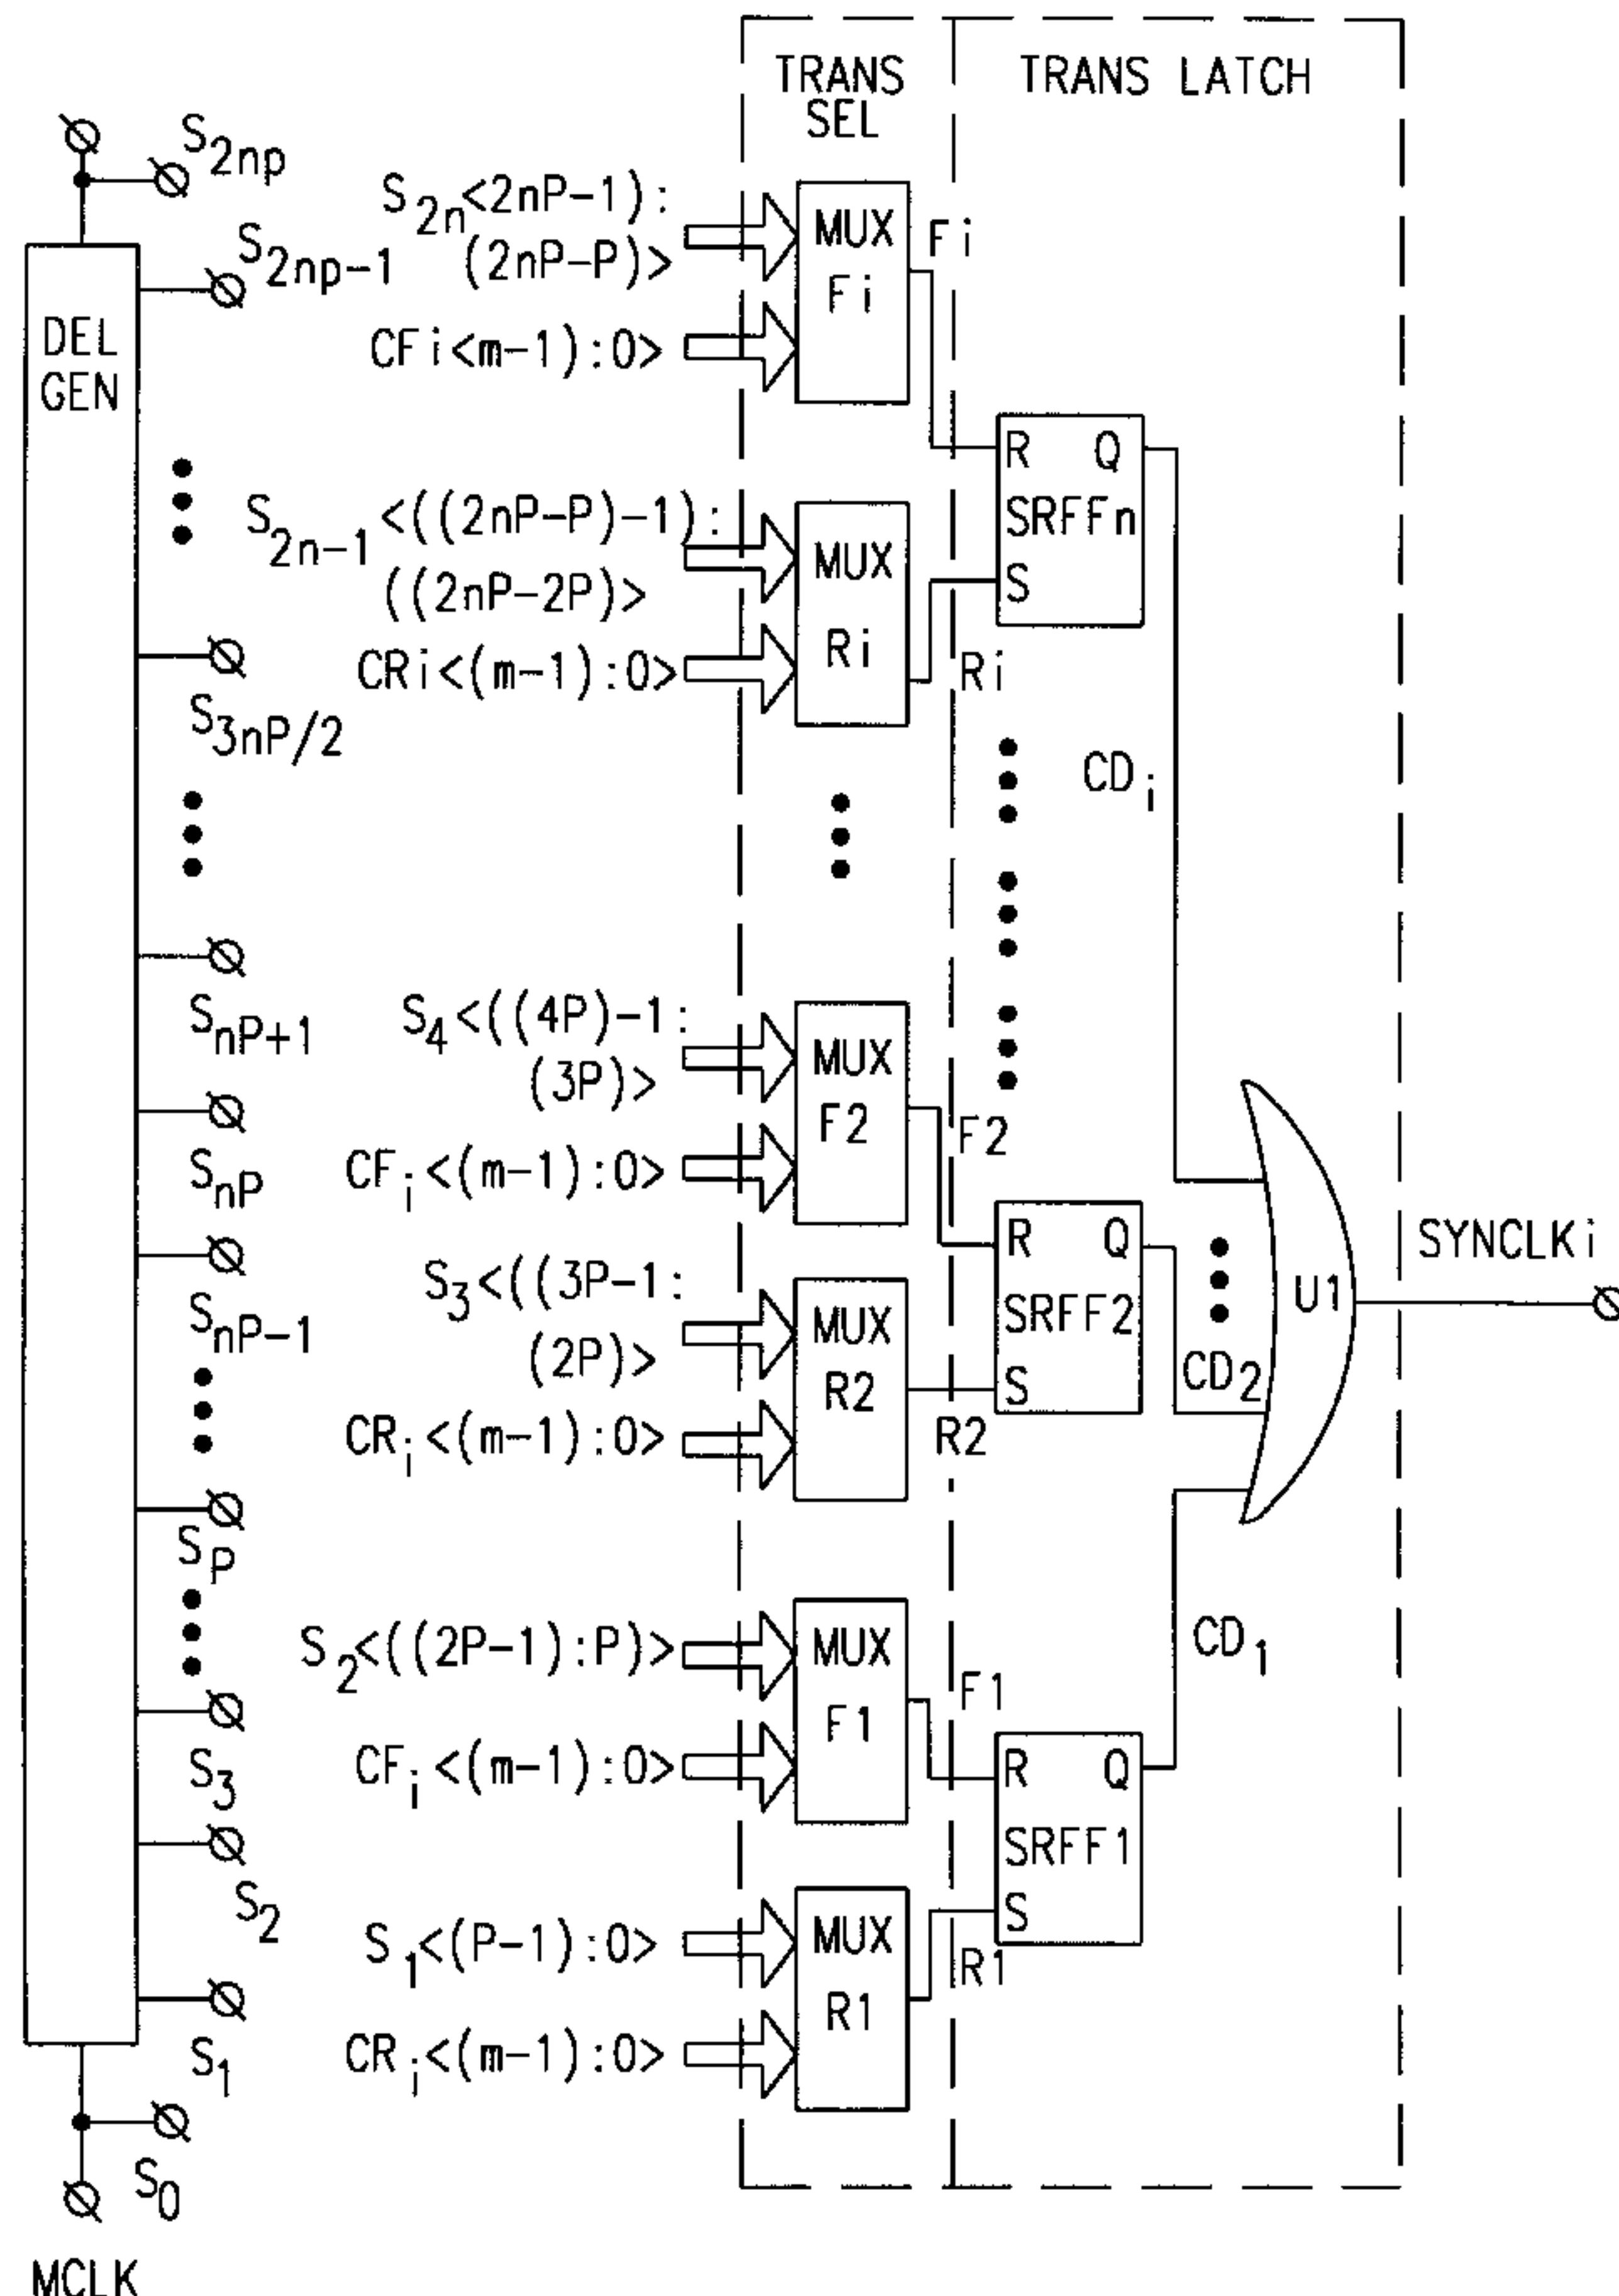 TRANS
SEL
TRANS LATCH
S2np
S2np-1
DEL
GEN
S3nP/2
SnP+1
SnP
SnP-1
SP
S3
S2
S1
S0
MCLK
S2n<2nP-1):
(2nP-P)>
CFi<m-1):0>
MUX
Fi
Fi
S2n-1<((2nP-P)-1):
((2nP-2P)>
CRi<(m-1):0>
MUX
Ri
Ri
R Q
SRFFn
S
CDi
S4<((4P)-1:
(3P)>
CFi<(m-1):0>
MUX
F2
F2
S3<((3P-1:
(2P)>
CRi<(m-1):0>
MUX
R2
R2
R Q
SRFF2
S
CD2
U1
SYNCLKi
S2<((2P-1):P)>
CFi<(m-1):0>
MUX
F1
F1
S1<(P-1):0>
CRi<(m-1):0>
MUX
R1
R1
R Q
SRFF1
S
CD1